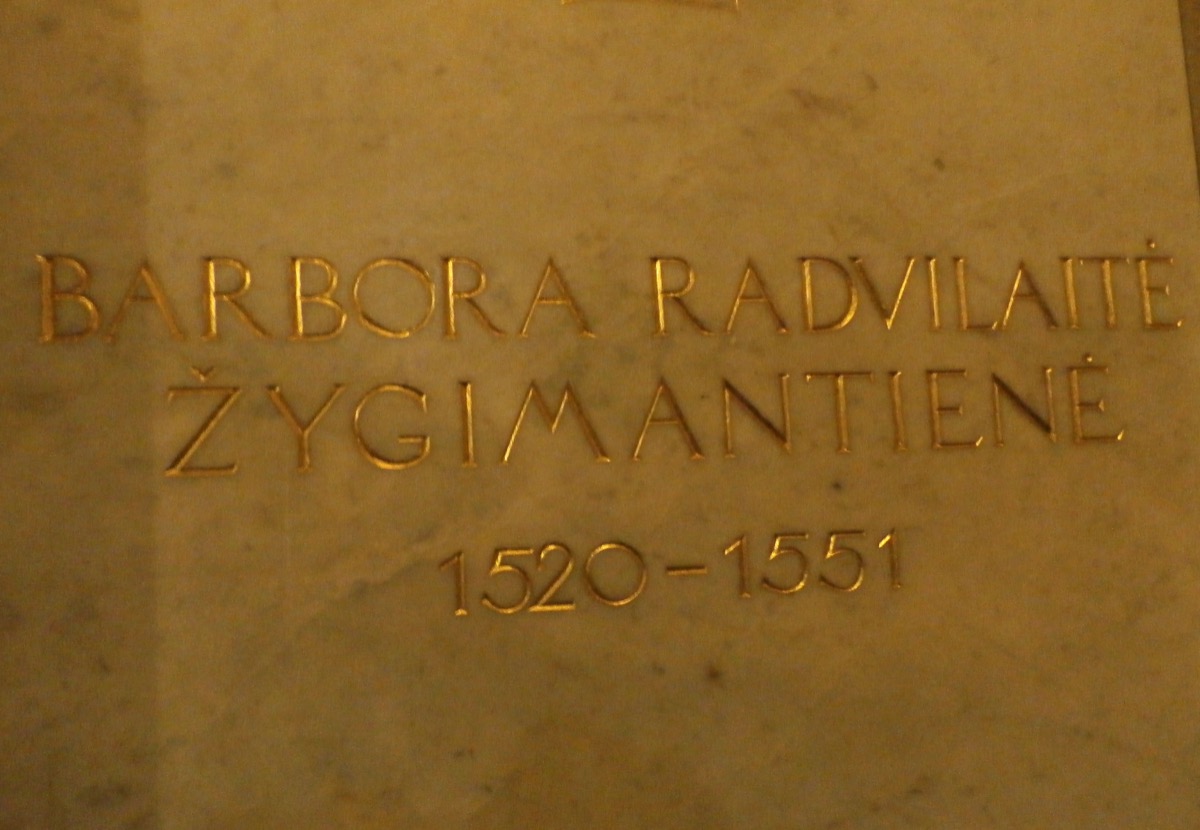 BARBORA RADVILAITĖ
ŽYGIMANTIENĖ
1520-1551